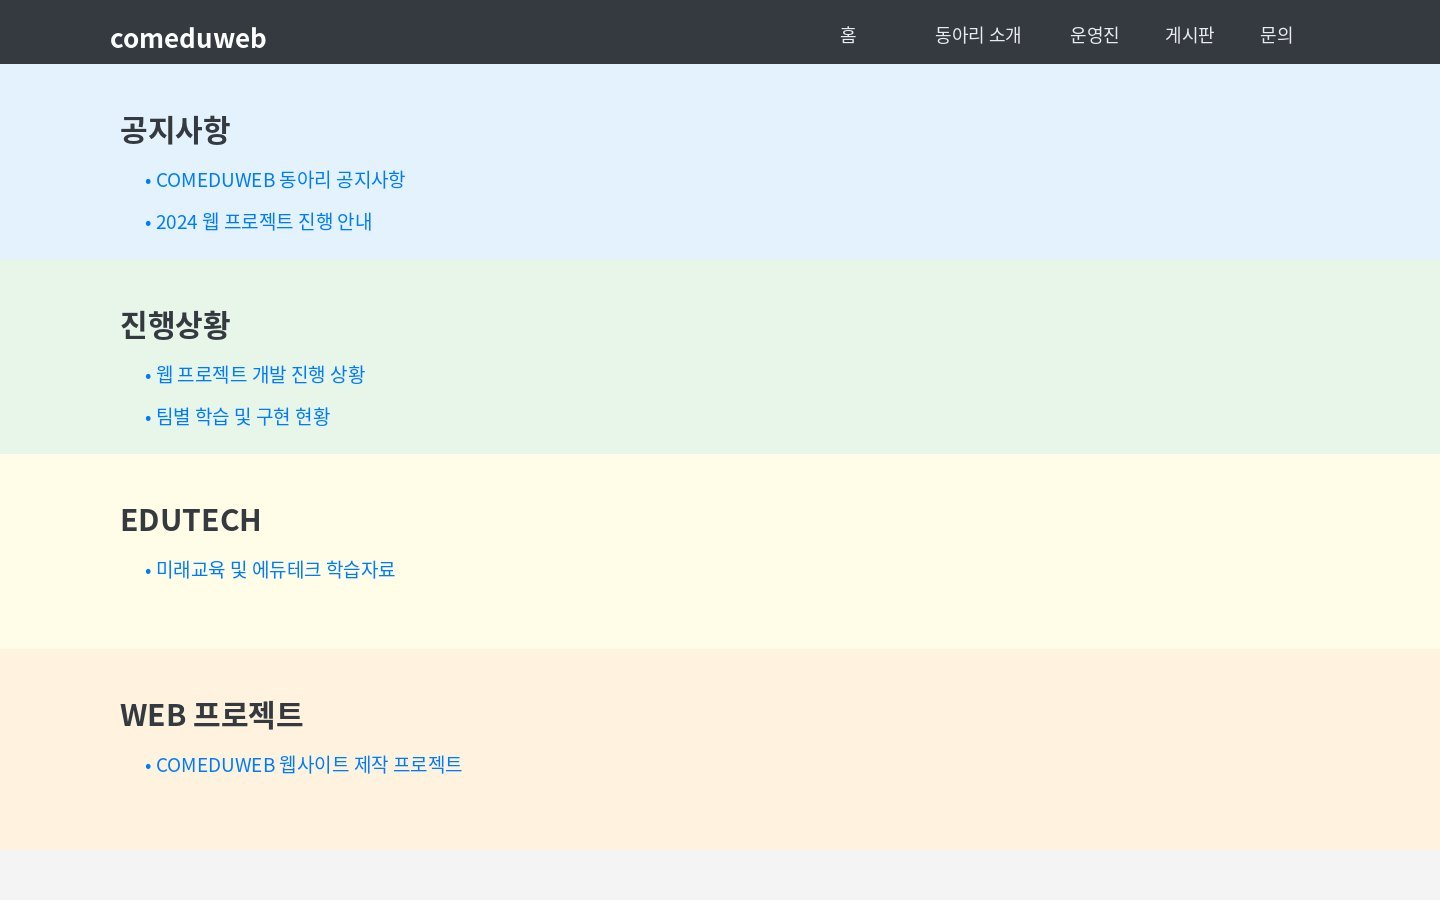 comeduweb
홈 동아리 소개 운영진 게시판 문의
공지사항
• COMEDUWEB 동아리 공지사항
• 2024 웹 프로젝트 진행 안내
진행상황
• 웹 프로젝트 개발 진행 상황
• 팀별 학습 및 구현 현황
EDUTECH
• 미래교육 및 에듀테크 학습자료
WEB 프로젝트
• COMEDUWEB 웹사이트 제작 프로젝트